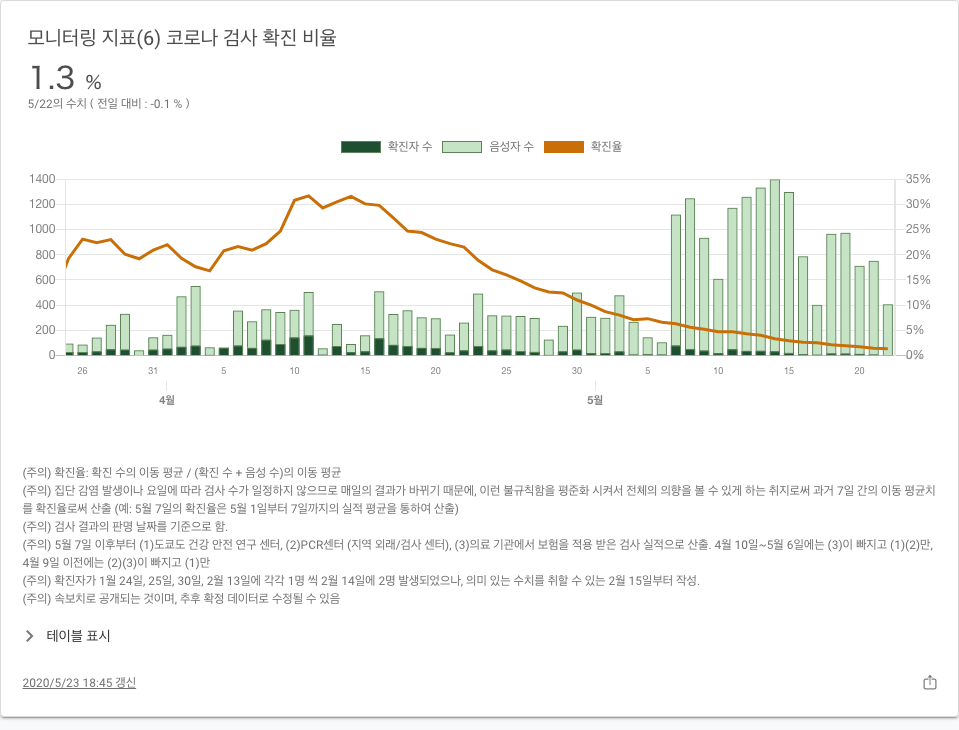 모니터링 지표(6) 코로나 검사 확진 비율
1.3 %
5/22의 수치 ( 전일 대비 : -0.1 % )
확진자 수 음성자 수 확진율
1400 35%
1200 30%
1000 25%
800 20%
600 15%
400 10%
200 5%
0 0%
26 31 5 10 15 20 25 30 5 10 15 20
4월 5월
(주의) 확진율: 확진 수의 이동 평균 / (확진 수 + 음성 수)의 이동 평균
(주의) 집단 감염 발생이나 요일에 따라 검사 수가 일정하지 않으므로 매일의 결과가 바뀌기 때문에, 이런 불규칙함을 평준화 시켜서 전체의 의향을 볼 수 있게 하는 취지로써 과거 7일 간의 이동 평균치
를 확진율로써 산출 (예: 5월 7일의 확진율은 5월 1일부터 7일까지의 실적 평균을 통하여 산출)
(주의) 검사 결과의 판명 날짜를 기준으로 함.
(주의) 5월 7일 이후부터 (1)도쿄도 건강 안전 연구 센터, (2)PCR센터 (지역 외래/검사 센터), (3)의료 기관에서 보험을 적용 받은 검사 실적으로 산출. 4월 10일~5월 6일에는 (3)이 빠지고 (1)(2)만,
4월 9일 이전에는 (2)(3)이 빠지고 (1)만
(주의) 확진자가 1월 24일, 25일, 30일, 2월 13일에 각각 1명 씩 2월 14일에 2명 발생되었으나, 의미 있는 수치를 취할 수 있는 2월 15일부터 작성.
(주의) 속보치로 공개되는 것이며, 추후 확정 데이터로 수정될 수 있음
테이블 표시
2020/5/23 18:45 갱신